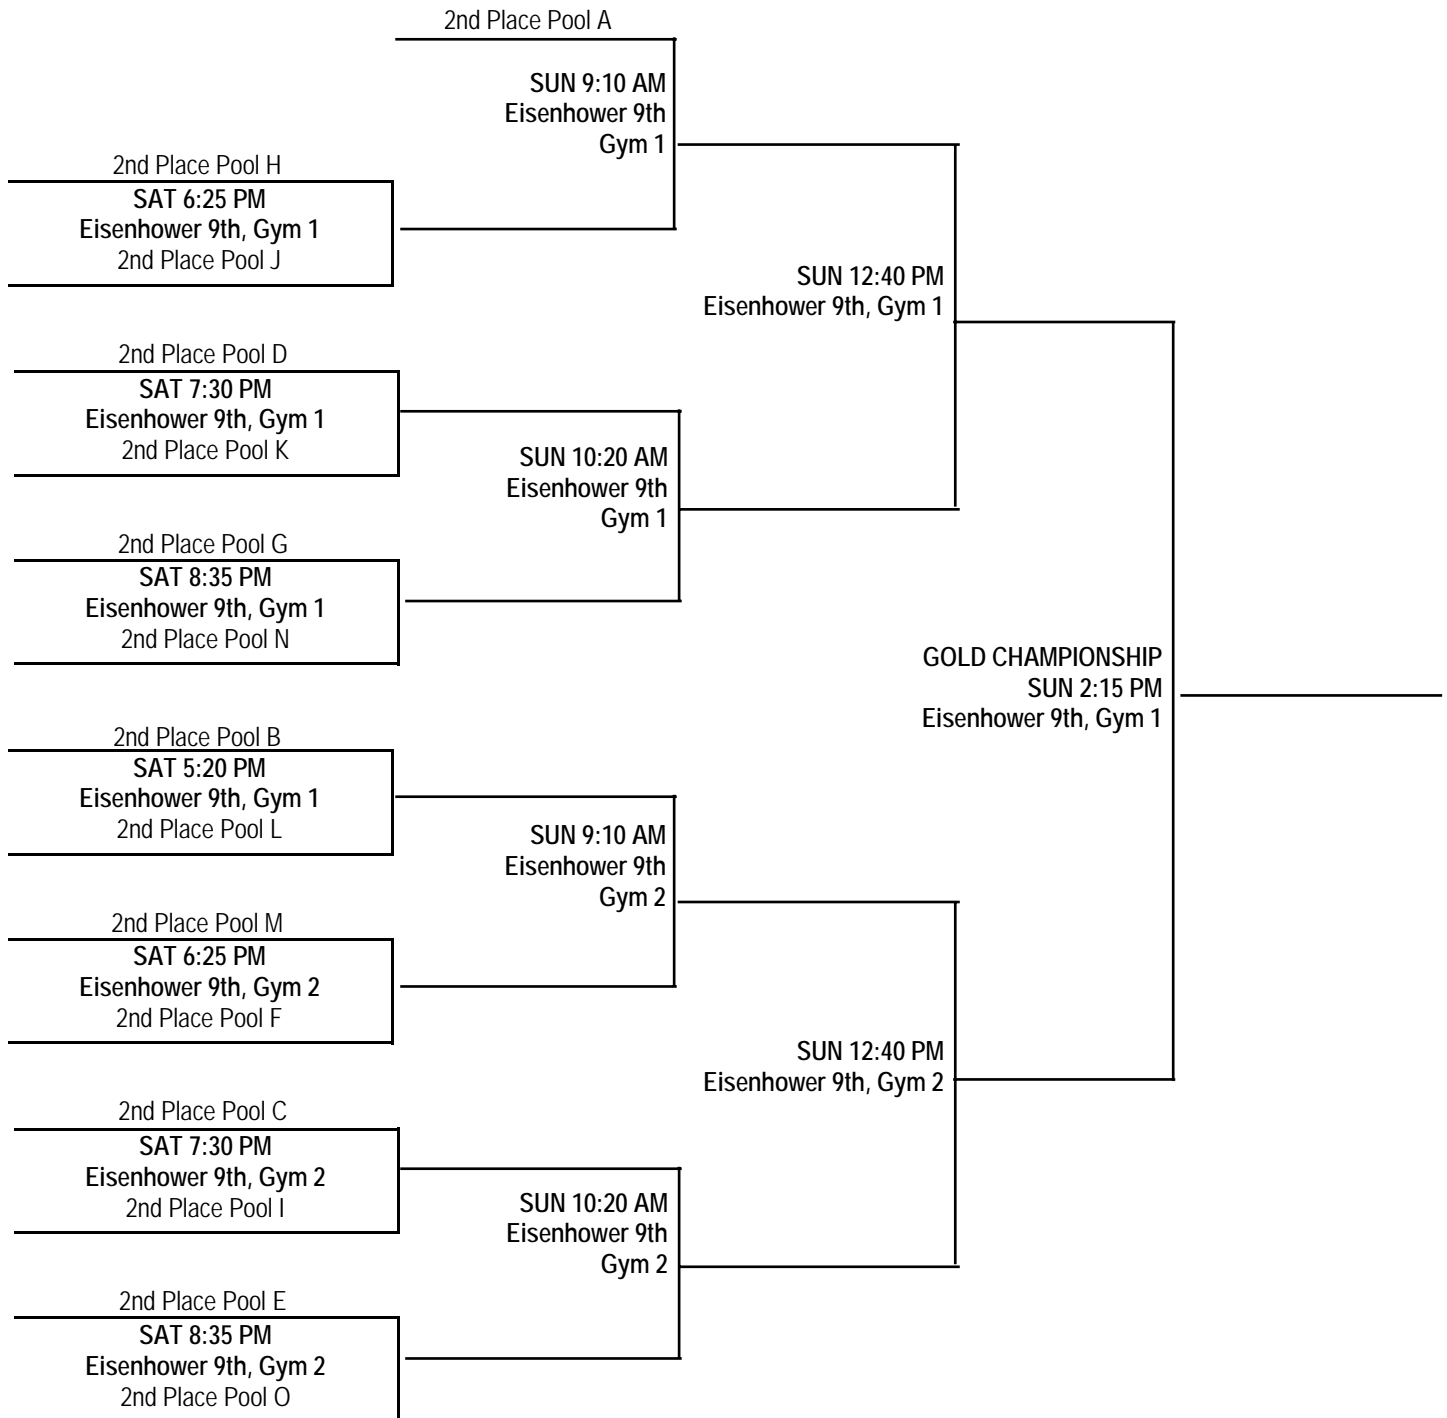 2nd Place Pool A
SUN 9:10 AM
Eisenhower 9th
Gym 1
2nd Place Pool H
SAT 6:25 PM
Eisenhower 9th, Gym 1
2nd Place Pool J
SUN 12:40 PM
Eisenhower 9th, Gym 1
2nd Place Pool D
SAT 7:30 PM
Eisenhower 9th, Gym 1
2nd Place Pool K
SUN 10:20 AM
Eisenhower 9th
Gym 1
2nd Place Pool G
SAT 8:35 PM
Eisenhower 9th, Gym 1
2nd Place Pool N
GOLD CHAMPIONSHIP
SUN 2:15 PM
Eisenhower 9th, Gym 1
2nd Place Pool B
SAT 5:20 PM
Eisenhower 9th, Gym 1
2nd Place Pool L
SUN 9:10 AM
Eisenhower 9th
Gym 2
2nd Place Pool M
SAT 6:25 PM
Eisenhower 9th, Gym 2
2nd Place Pool F
SUN 12:40 PM
Eisenhower 9th, Gym 2
2nd Place Pool C
SAT 7:30 PM
Eisenhower 9th, Gym 2
2nd Place Pool I
SUN 10:20 AM
Eisenhower 9th
Gym 2
2nd Place Pool E
SAT 8:35 PM
Eisenhower 9th, Gym 2
2nd Place Pool O